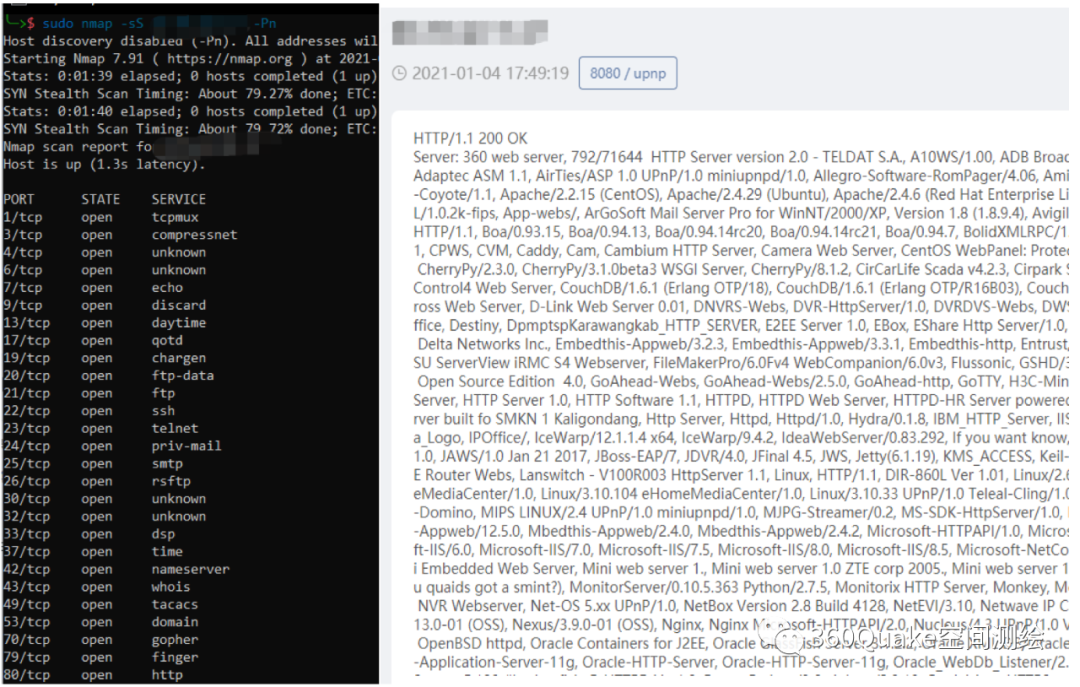 └─>$ sudo nmap -sS -Pn
Host discovery disabled (-Pn). All addresses wil
Starting Nmap 7.91 ( https://nmap.org ) at 2021-
Stats: 0:01:39 elapsed; 0 hosts completed (1 up)
SYN Stealth Scan Timing: About 79.27% done; ETC:
Stats: 0:01:40 elapsed; 0 hosts completed (1 up)
SYN Stealth Scan Timing: About 79.72% done; ETC:
Nmap scan report fo
Host is up (1.3s latency).
PORT STATE SERVICE
1/tcp open tcpmux
3/tcp open compressnet
4/tcp open unknown
6/tcp open unknown
7/tcp open echo
9/tcp open discard
13/tcp open daytime
17/tcp open qotd
19/tcp open chargen
20/tcp open ftp-data
21/tcp open ftp
22/tcp open ssh
23/tcp open telnet
24/tcp open priv-mail
25/tcp open smtp
26/tcp open rsftp
30/tcp open unknown
32/tcp open unknown
33/tcp open dsp
37/tcp open time
42/tcp open nameserver
43/tcp open whois
49/tcp open tacacs
53/tcp open domain
70/tcp open gopher
79/tcp open finger
80/tcp open http
2021-01-04 17:49:19 8080 / upnp
HTTP/1.1 200 OK
Server: 360 web server, 792/71644 HTTP Server version 2.0 - TELDAT S.A., A10WS/1.00, ADB Broad
Adaptec ASM 1.1, AirTies/ASP 1.0 UPnP/1.0 miniupnpd/1.0, Allegro-Software-RomPager/4.06, Ami
-Coyote/1.1, Apache/2.2.15 (CentOS), Apache/2.4.29 (Ubuntu), Apache/2.4.6 (Red Hat Enterprise Li
L/1.0.2k-fips, App-webs/, ArGoSoft Mail Server Pro for WinNT/2000/XP, Version 1.8 (1.8.9.4), Avigil
HTTP/1.1, Boa/0.93.15, Boa/0.94.13, Boa/0.94.14rc20, Boa/0.94.14rc21, Boa/0.94.7, BolidXMLRPC/1
1, CPWS, CVM, Caddy, Cam, Cambium HTTP Server, Camera Web Server, CentOS WebPanel: Prote
CherryPy/2.3.0, CherryPy/3.1.0beta3 WSGI Server, CherryPy/8.1.2, CirCarLife Scada v4.2.3, Cirpark S
Control4 Web Server, CouchDB/1.6.1 (Erlang OTP/18), CouchDB/1.6.1 (Erlang OTP/R16B03), Couch
ross Web Server, D-Link Web Server 0.01, DNVRS-Webs, DVR-HttpServer/1.0, DVRDVS-Webs, DW
ffice, Destiny, DpmptspKarawangkab_HTTP_SERVER, E2EE Server 1.0, EBox, EShare Http Server/1.0,
Delta Networks Inc., Embedthis-Appweb/3.2.3, Embedthis-Appweb/3.3.1, Embedthis-http, Entrust,
SU ServerView iRMC S4 Webserver, FileMakerPro/6.0Fv4 WebCompanion/6.0v3, Flussonic, GSHD/3
Open Source Edition 4.0, GoAhead-Webs, GoAhead-Webs/2.5.0, GoAhead-http, GoTTY, H3C-Min
Server, HTTP Server 1.0, HTTP Software 1.1, HTTPD, HTTPD Web Server, HTTPD-HR Server powered
rver built fo SMKN 1 Kaligondang, Http Server, Httpd, Httpd/1.0, Hydra/0.1.8, IBM_HTTP_Server, IIS
a_Logo, IPOffice/, IceWarp/12.1.1.4 x64, IceWarp/9.4.2, IdeaWebServer/0.83.292, If you want know,
1.0, JAWS/1.0 Jan 21 2017, JBoss-EAP/7, JDVR/4.0, JFinal 4.5, JWS, Jetty(6.1.19), KMS_ACCESS, Keil-
E Router Webs, Lanswitch - V100R003 HttpServer 1.1, Linux, HTTP/1.1, DIR-860L Ver 1.01, Linux/2.6
eMediaCenter/1.0, Linux/3.10.104 eHomeMediaCenter/1.0, Linux/3.10.33 UPnP/1.0 Teleal-Cling/1.0
-Domino, MIPS LINUX/2.4 UPnP/1.0 miniupnpd/1.0, MJPG-Streamer/0.2, MS-SDK-HttpServer/1.0,
-Appweb/12.5.0, Mbedthis-Appweb/2.4.0, Mbedthis-Appweb/2.4.2, Microsoft-HTTPAPI/1.0, Micros
ft-IIS/6.0, Microsoft-IIS/7.0, Microsoft-IIS/7.5, Microsoft-IIS/8.0, Microsoft-IIS/8.5, Microsoft-NetCo
i Embedded Web Server, Mini web server 1., Mini web server 1.0 ZTE corp 2005., Mini web server 1
u quaids got a smint?), MonitorServer/0.10.5.363 Python/2.7.5, Monitorix HTTP Server, Monkey, M
NVR Webserver, Net-OS 5.xx UPnP/1.0, NetBox Version 2.8 Build 4128, NetEVI/3.10, Netwave IP C
13.0-01 (OSS), Nexus/3.9.0-01 (OSS), Nginx, Nginx Microsoft-HTTPAPI/2.0, Nucleus/4.3 UPnP/1.0 V
OpenBSD httpd, Oracle Containers for J2EE, Oracle
-Application-Server-11g, Oracle-HTTP-Server, Oracle-HTTP-Server-11g, Oracle_WebDb_Listener/2.
360Quake空间测绘